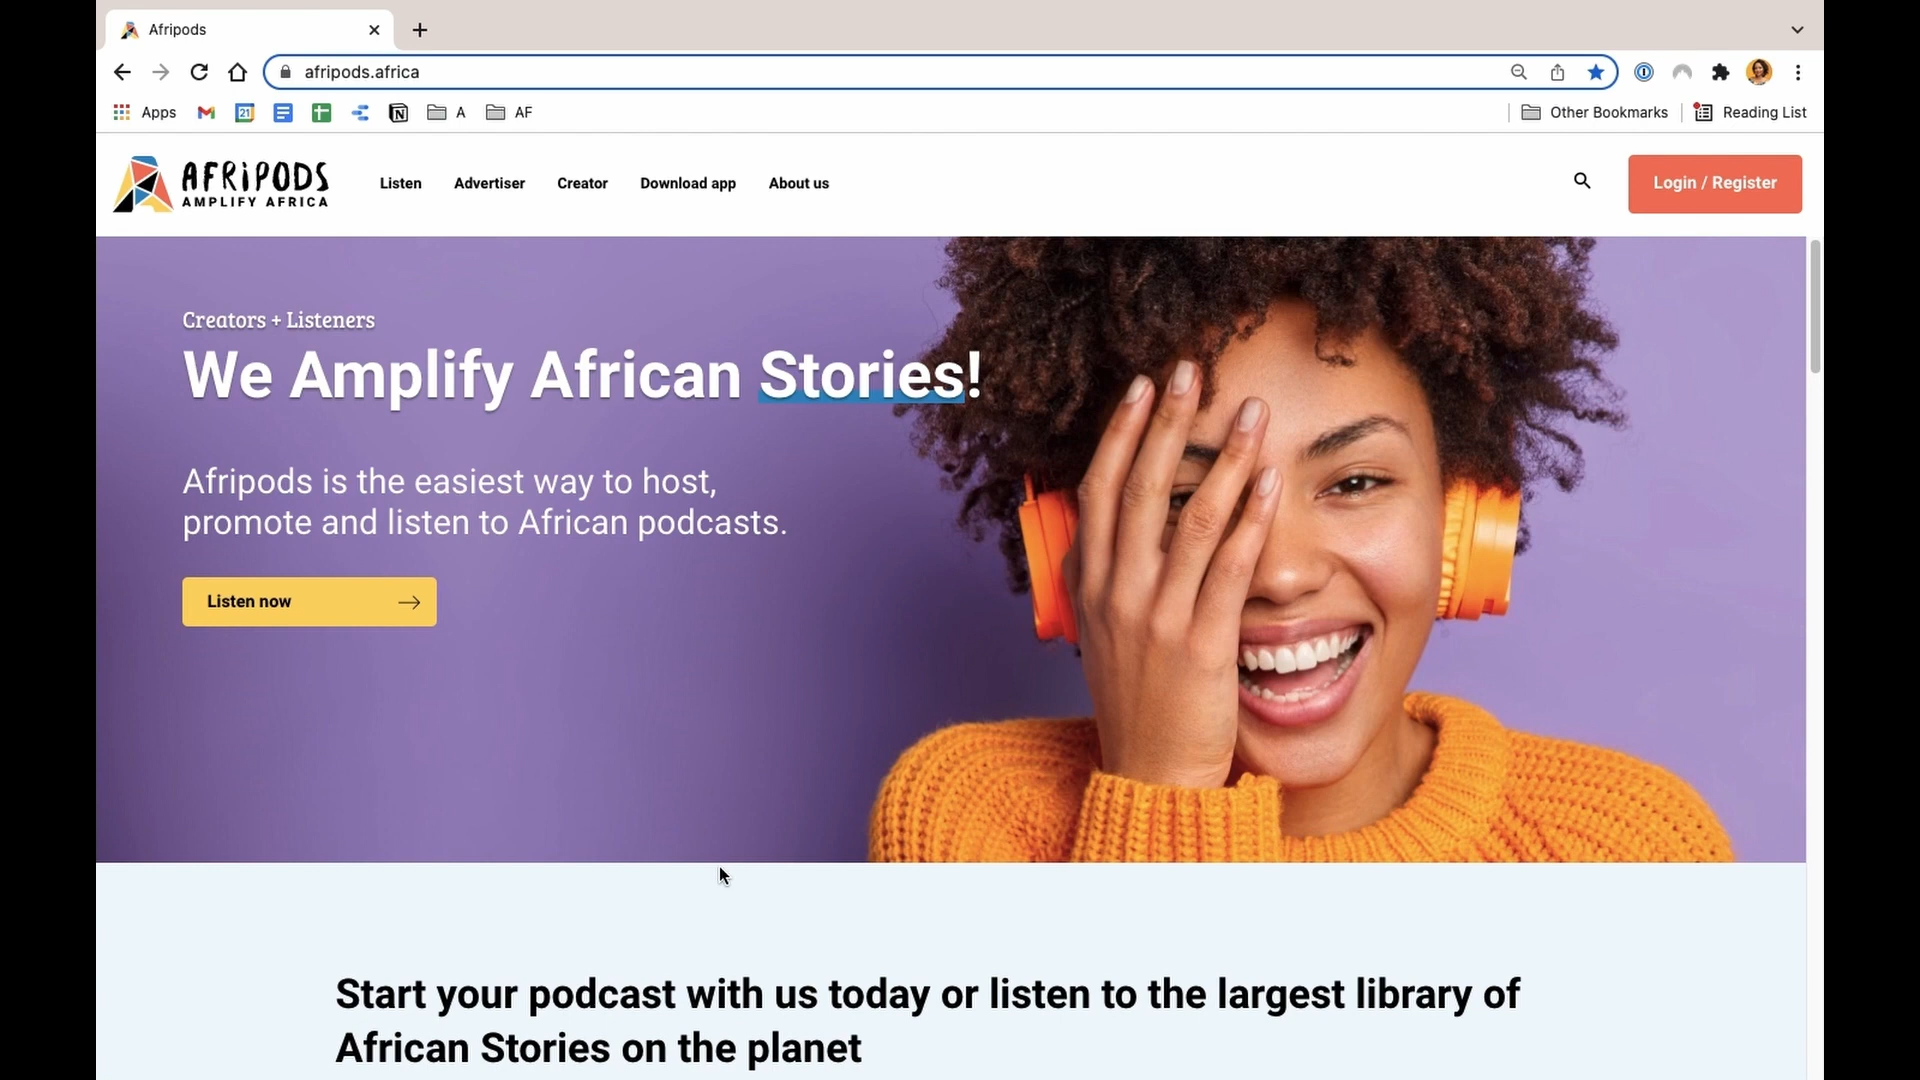 Afripods
afripods.africa
Apps
21
A
AF
Other Bookmarks
Reading List
AFRiPODS
AMPLIFY AFRICA
Listen
Advertiser
Creator
Download app
About us
Login / Register
Creators + Listeners
We Amplify African Stories!
Afripods is the easiest way to host,
promote and listen to African podcasts.
Listen now
Start your podcast with us today or listen to the largest library of
African Stories on the planet